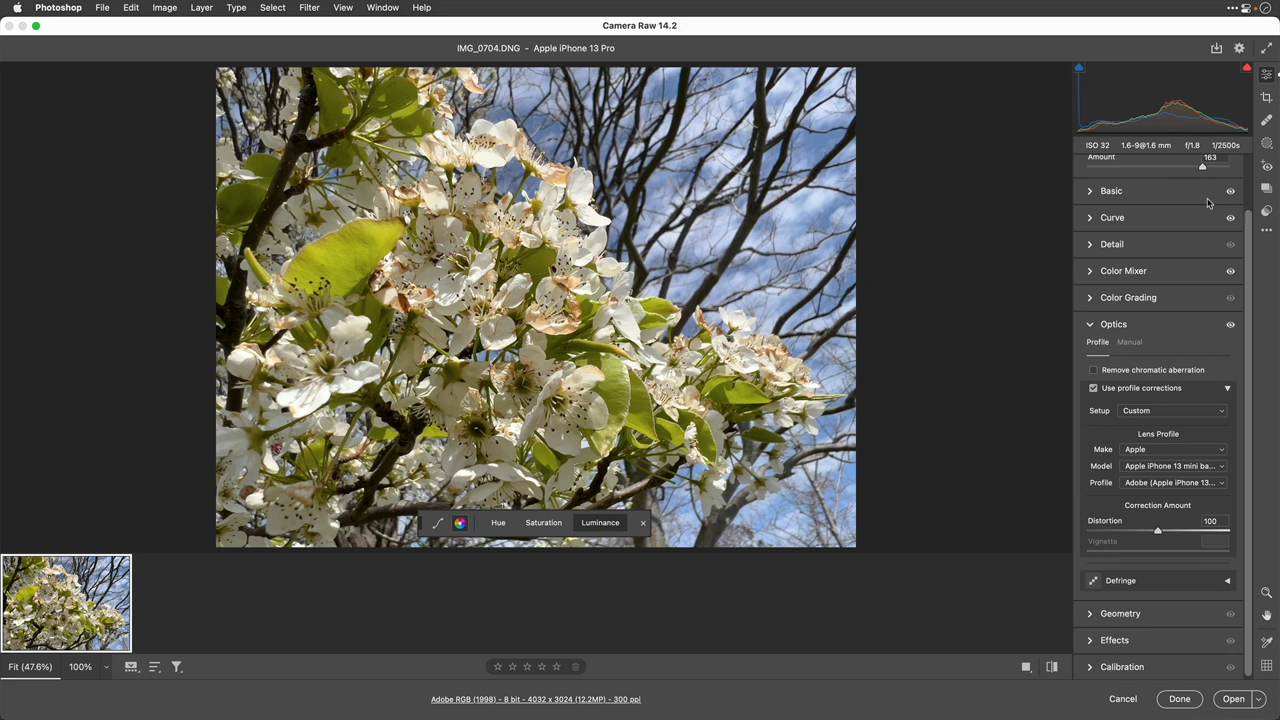 Photoshop File Edit Image Layer Type Select Filter View Window Help
Camera Raw 14.2
IMG_0704.DNG - Apple iPhone 13 Pro
ISO 32 1.6-9@1.6 mm f/1.8 1/2500s
Amount 163
Basic
Curve
Detail
Color Mixer
Color Grading
Optics
Profile Manual
Remove chromatic aberration
Use profile corrections
Setup Custom
Lens Profile
Make Apple
Model Apple iPhone 13 mini ba...
Profile Adobe (Apple iPhone 13...
Correction Amount
Distortion 100
Vignette
Hue Saturation Luminance
Defringe
Geometry
Effects
Calibration
Fit (47.6%) 100%
Adobe RGB (1998) - 8 bit - 4032 x 3024 (12.2MP) - 300 ppi
Cancel Done Open